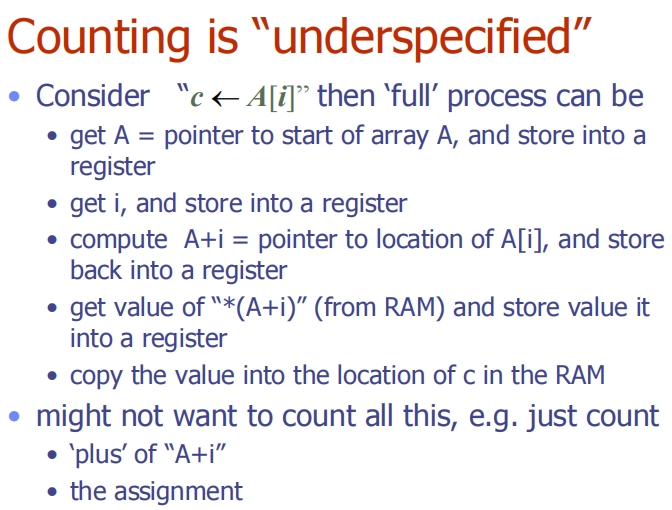 Counting is “underspecified”
• Consider “c ← A[i]” then ‘full’ process can be
• get A = pointer to start of array A, and store into a
register
• get i, and store into a register
• compute A+i = pointer to location of A[i], and store
back into a register
• get value of “*(A+i)” (from RAM) and store value it
into a register
• copy the value into the location of c in the RAM
• might not want to count all this, e.g. just count
• ‘plus’ of “A+i”
• the assignment